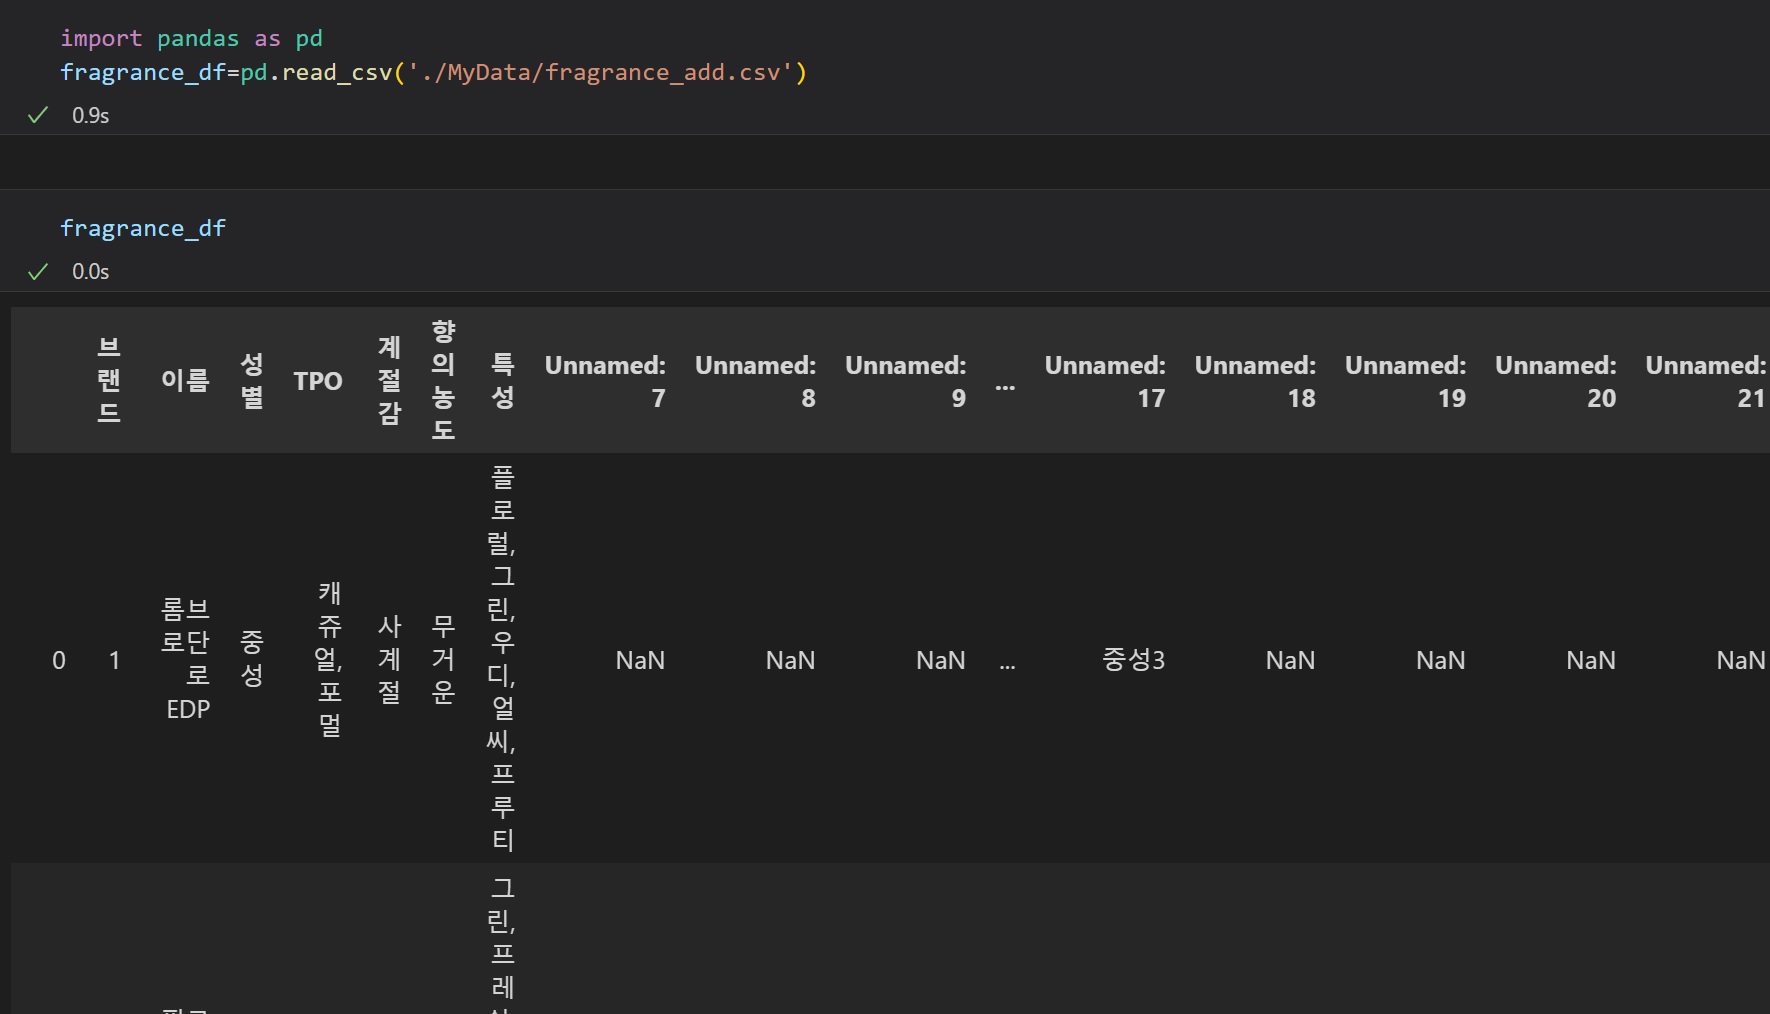 import pandas as pd
fragrance_df=pd.read_csv('./MyData/fragrance_add.csv')
0.9s
fragrance_df
0.0s
브랜드 이름 성별 TPO 계절감 향의농도 특성 Unnamed: 7 Unnamed: 8 Unnamed: 9 ... Unnamed: 17 Unnamed: 18 Unnamed: 19 Unnamed: 20 Unnamed: 21
0 1 롬브로단로 EDP 중성 캐쥬얼,포멀 사계절 무거운 플로럴,그린,우디,얼씨,프루티 NaN NaN NaN ... 중성3 NaN NaN NaN NaN
그린,프레